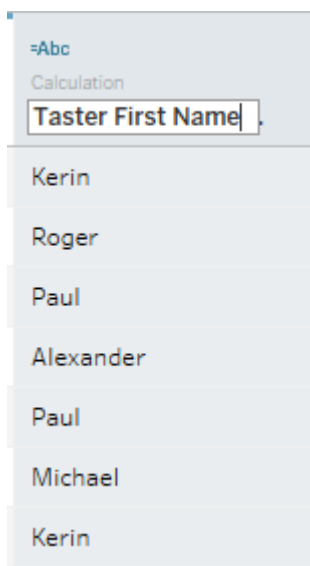 =Abc
Calculation
Taster First Name .
Kerin
Roger
Paul
Alexander
Paul
Michael
Kerin